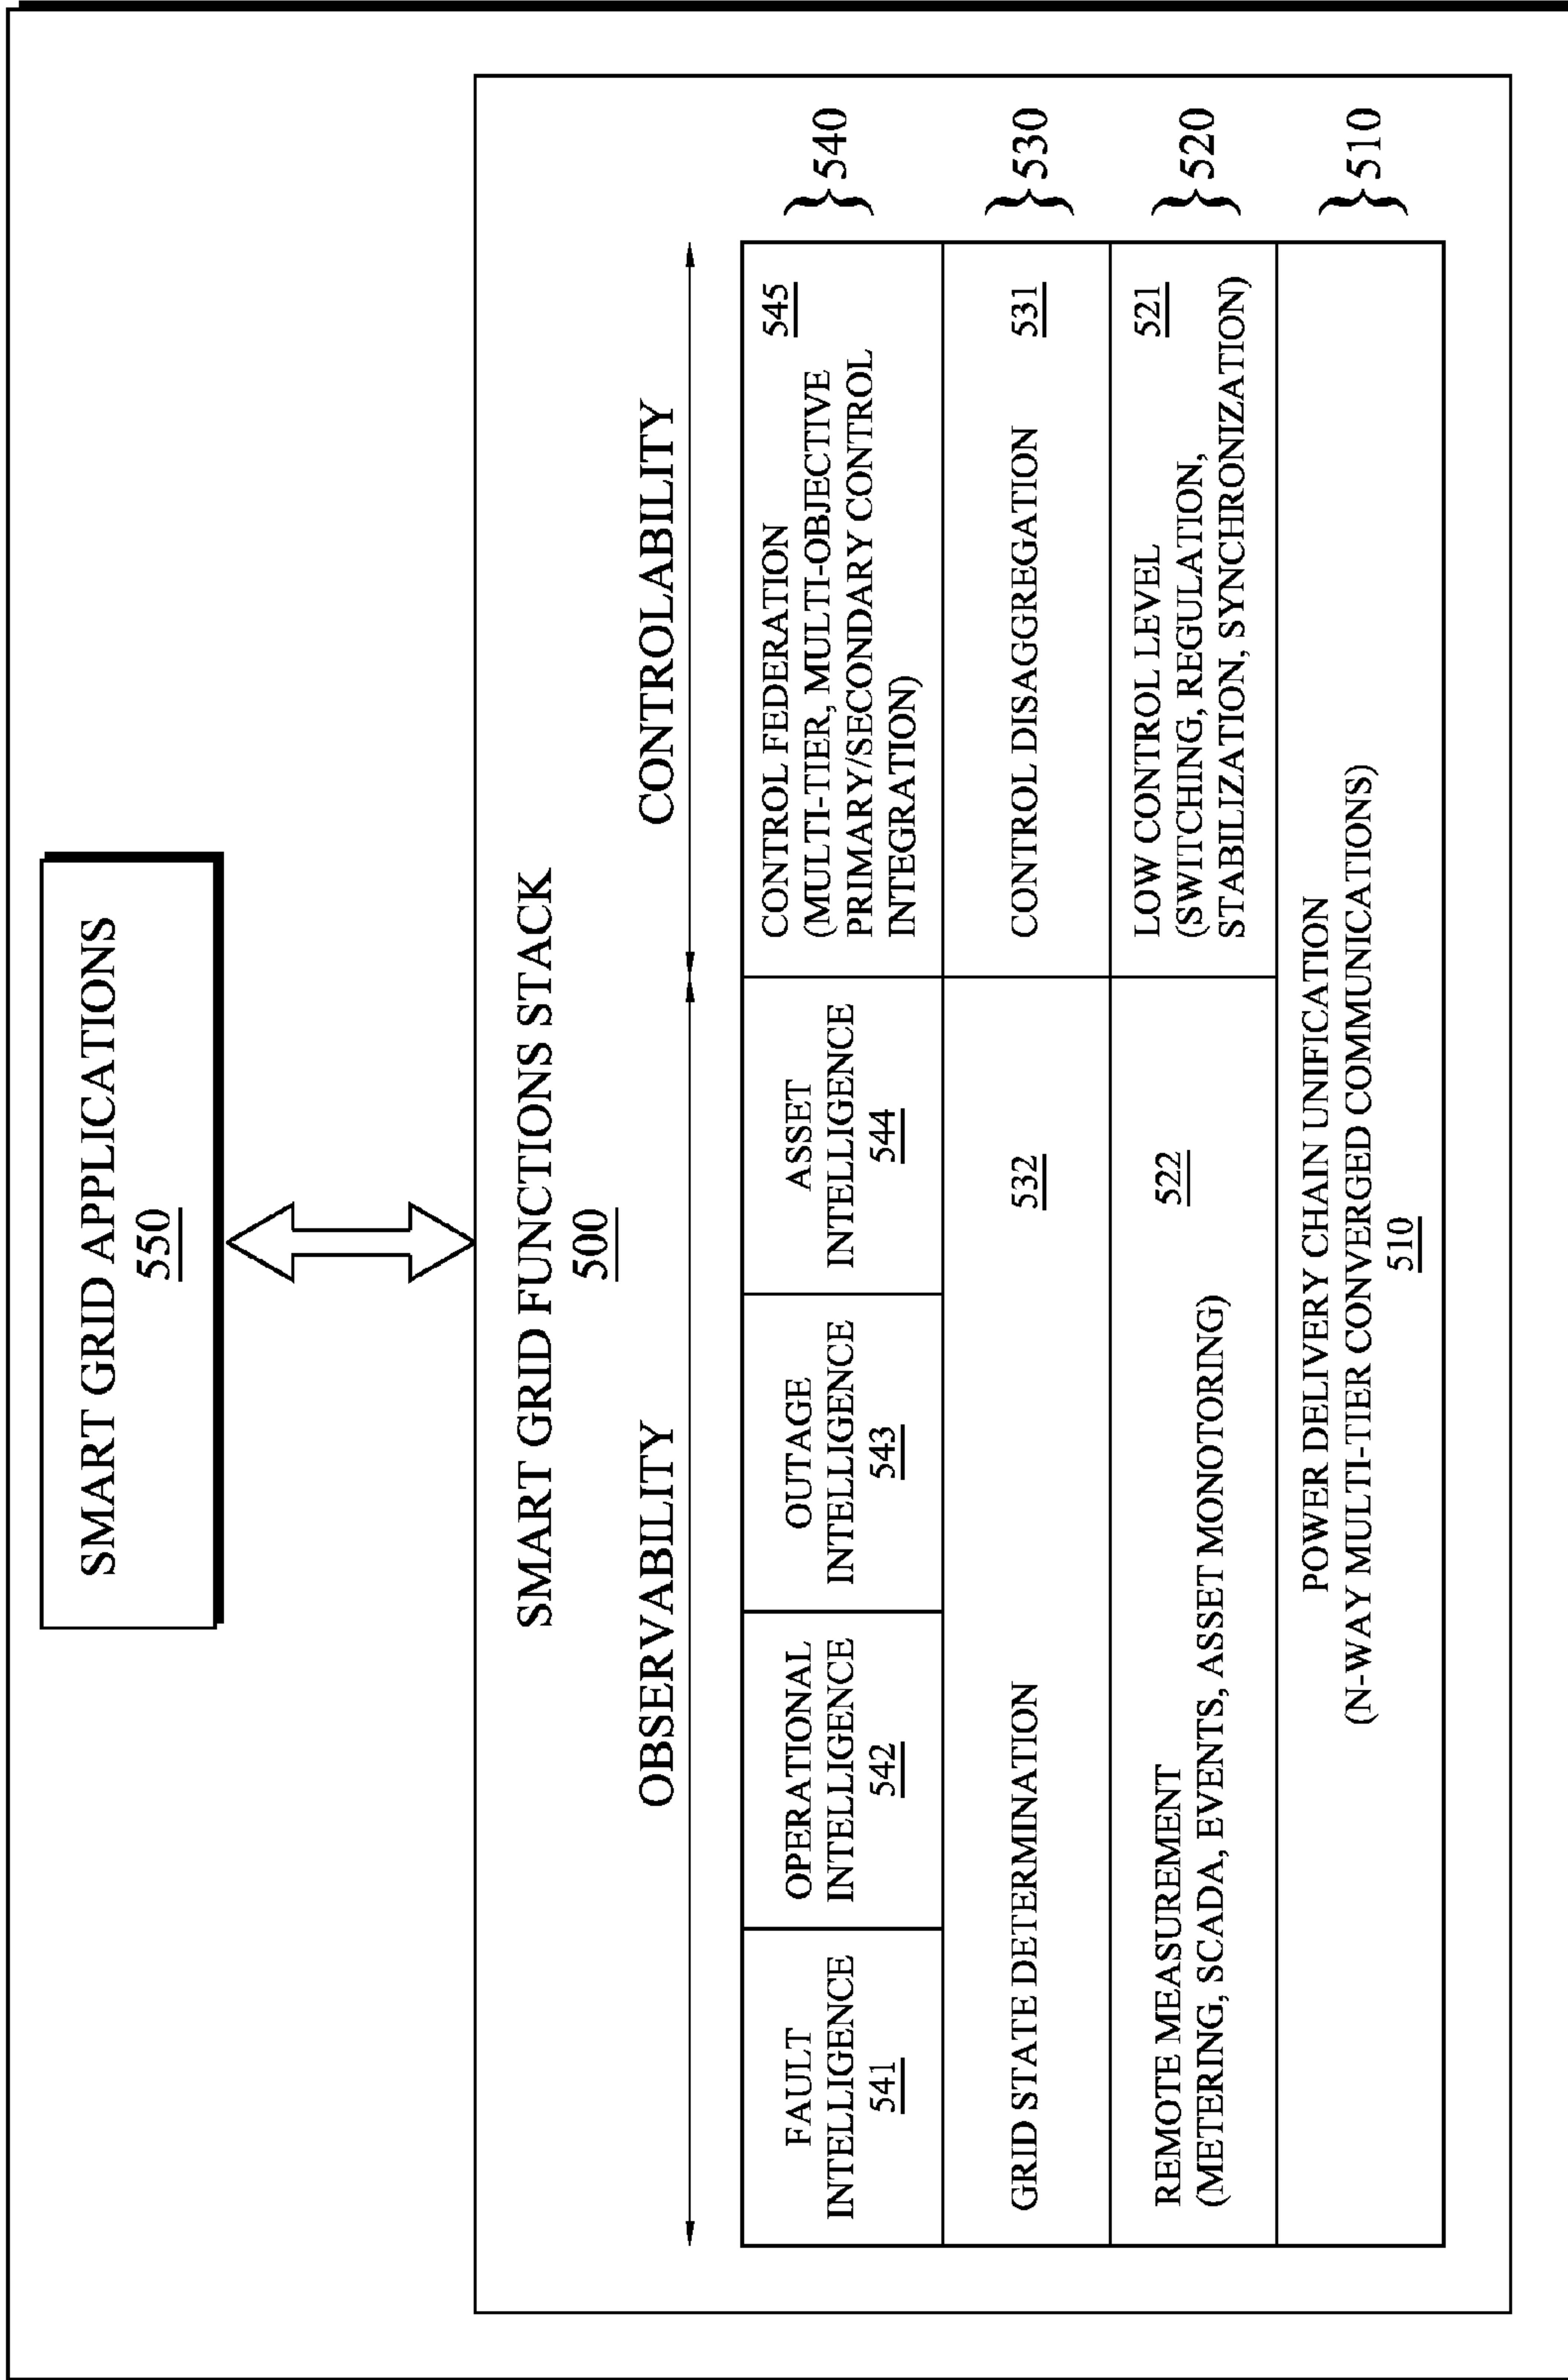 SMART GRID APPLICATIONS
550
SMART GRID FUNCTIONS STACK
500
OBSERVABILITY
CONTROLABILITY
FAULT
INTELLIGENCE
541
OPERATIONAL
INTELLIGENCE
542
OUTAGE
INTELLIGENCE
543
ASSET
INTELLIGENCE
544
CONTROL FEDERATION
(MULTI-TIER, MULTI-OBJECTIVE
PRIMARY/SECONDARY CONTROL
INTEGRATION)
545
}540
GRID STATE DETERMINATION
532
CONTROL DISAGGREGATION
531
}530
REMOTE MEASUREMENT
(METERING, SCADA, EVENTS, ASSET MONOTORING)
522
LOW CONTROL LEVEL
(SWITCHING, REGULATION,
STABILIZATION, SYNCHRONIZATION)
521
}520
POWER DELIVERY CHAIN UNIFICATION
(N-WAY MULTI-TIER CONVERGED COMMUNICATIONS)
510
}510